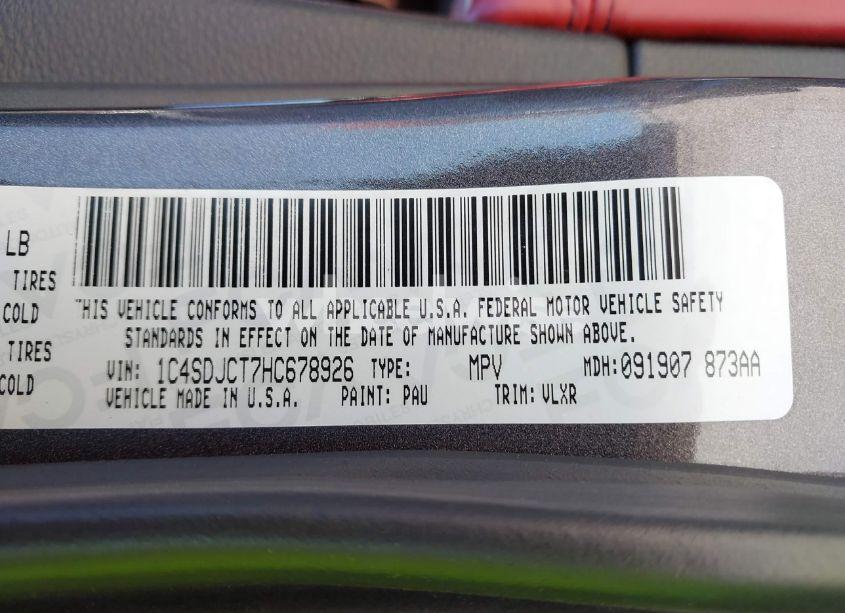 LB
TIRES
COLD
TIRES
COLD
THIS VEHICLE CONFORMS TO ALL APPLICABLE U.S.A. FEDERAL MOTOR VEHICLE SAFETY
STANDARDS IN EFFECT ON THE DATE OF MANUFACTURE SHOWN ABOVE.
VIN: 1C4SDJCT7HC678926 TYPE: MPV MDH:091907 873AA
VEHICLE MADE IN U.S.A. PAINT: PAU TRIM: VLXR